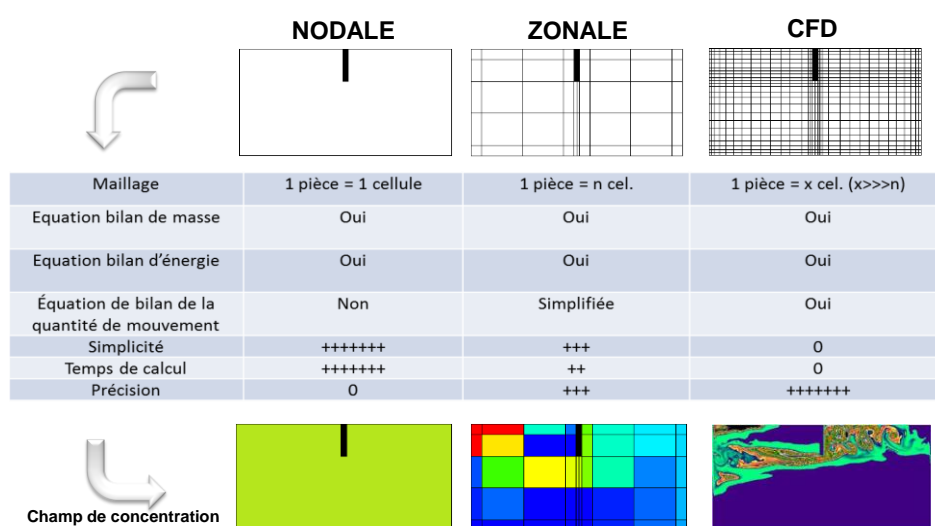 NODALE ZONALE CFD
Maillage 1 pièce = 1 cellule 1 pièce = n cel. 1 pièce = x cel. (x>>>n)
Equation bilan de masse Oui Oui Oui
Equation bilan d'énergie Oui Oui Oui
Équation de bilan de la Non Simplifiée Oui
quantité de mouvement
Simplicité +++++++ +++ 0
Temps de calcul +++++++ ++ 0
Précision 0 +++ +++++++
Champ de concentration